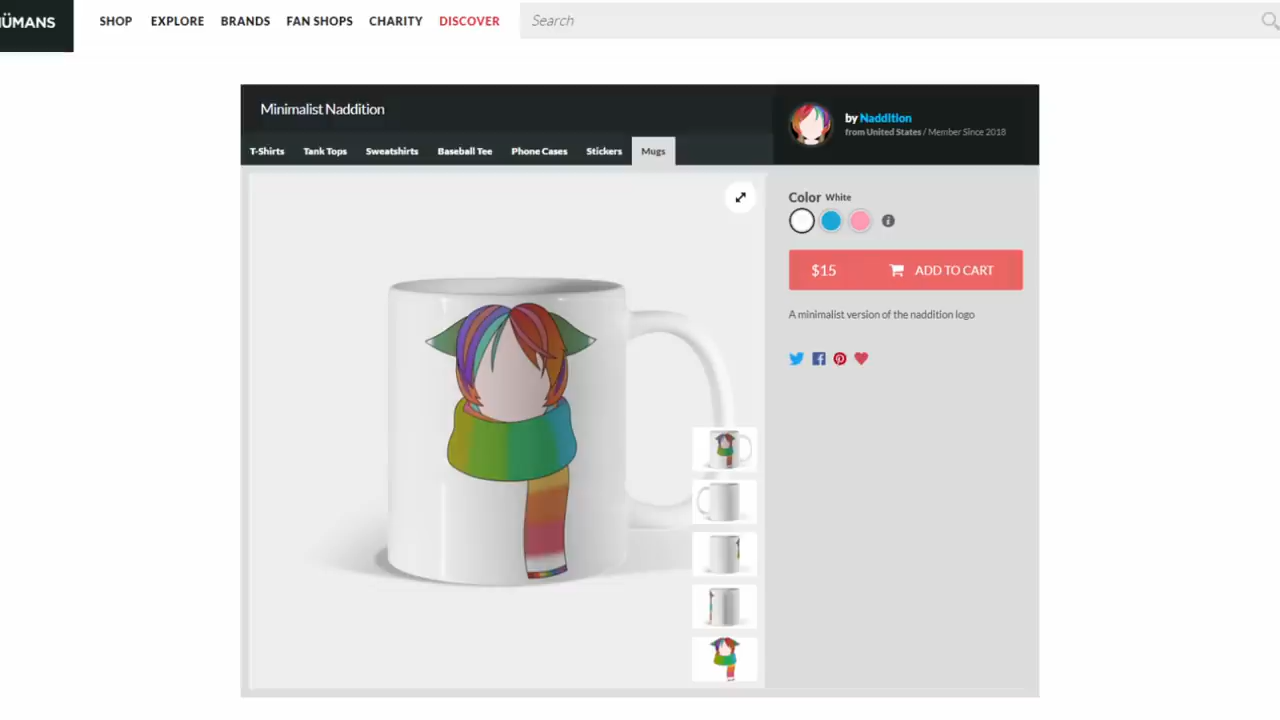 ÜMANS
SHOP EXPLORE BRANDS FAN SHOPS CHARITY DISCOVER Search
Minimalist Naddition
by Naddition
from United States / Member Since 2018
T-Shirts Tank Tops Sweatshirts Baseball Tee Phone Cases Stickers Mugs
Color White
$15 ADD TO CART
A minimalist version of the naddition logo